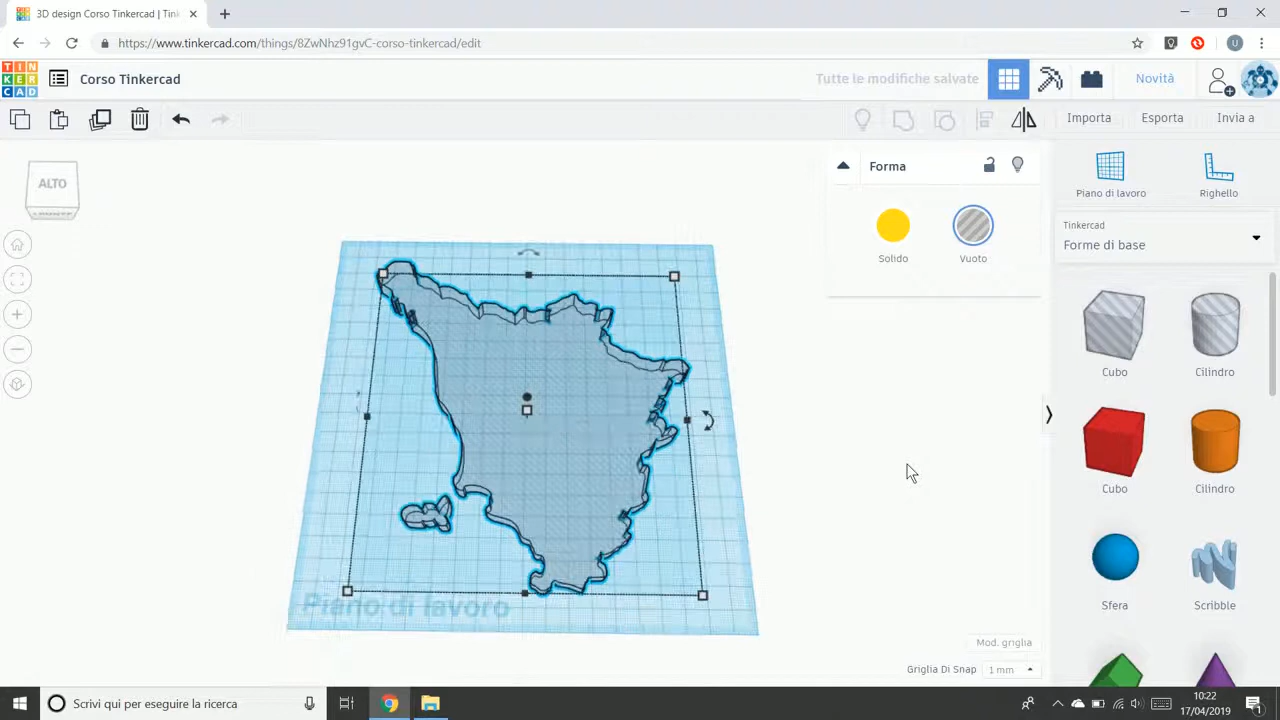 3D design Corso Tinkercad | Tink
https://www.tinkercad.com/things/8ZwNhz91gvC-corso-tinkercad/edit
U
TIN
KER
CAD
Corso Tinkercad
Tutte le modifiche salvate
Novità
Importa
Esporta
Invia a
ALTO
Forma
Solido
Vuoto
Piano di lavoro
Righello
Tinkercad
Forme di base
Cubo
Cilindro
Cubo
Cilindro
Sfera
Scribble
Piano di lavoro
Mod. griglia
Griglia Di Snap
1 mm
Scrivi qui per eseguire la ricerca
10:22
17/04/2019
1